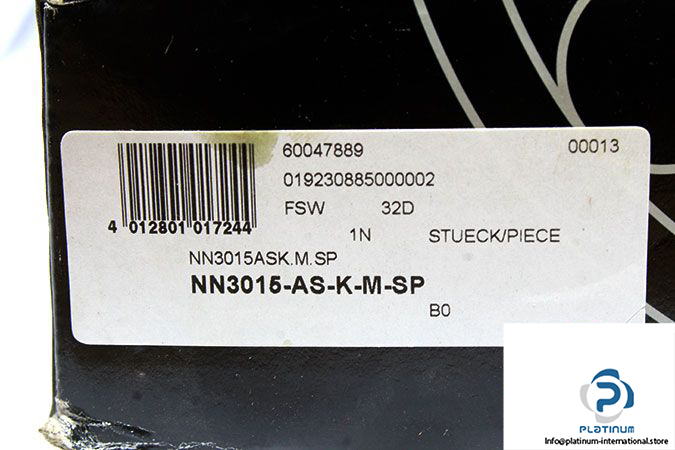 60047889 00013
019230885000002
FSW 32D
4 012801 017244
1N STUECK/PIECE
NN3015ASK.M.SP
NN3015-AS-K-M-SP
B0
PLATINUM
Info@platinum-international.store